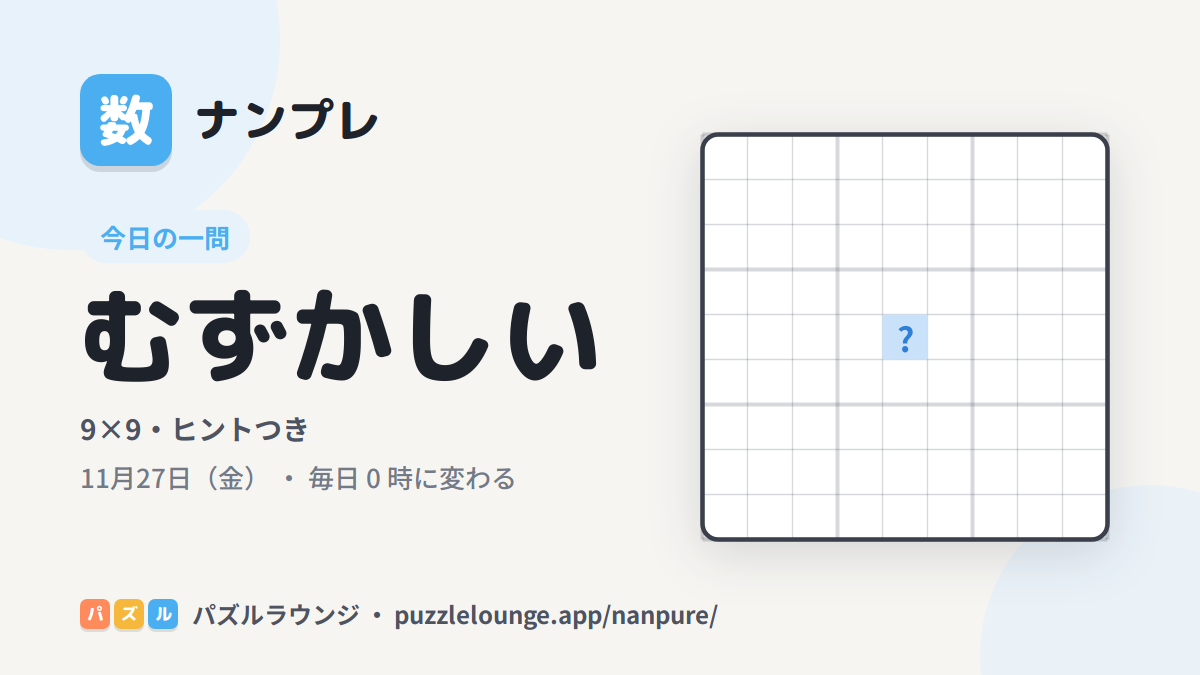 数 ナンプレ
今日の一問
むずかしい
9×9・ヒントつき
11月27日（金） ・ 毎日 0 時に変わる
?
パズル パズルラウンジ ・ puzzlelounge.app/nanpure/